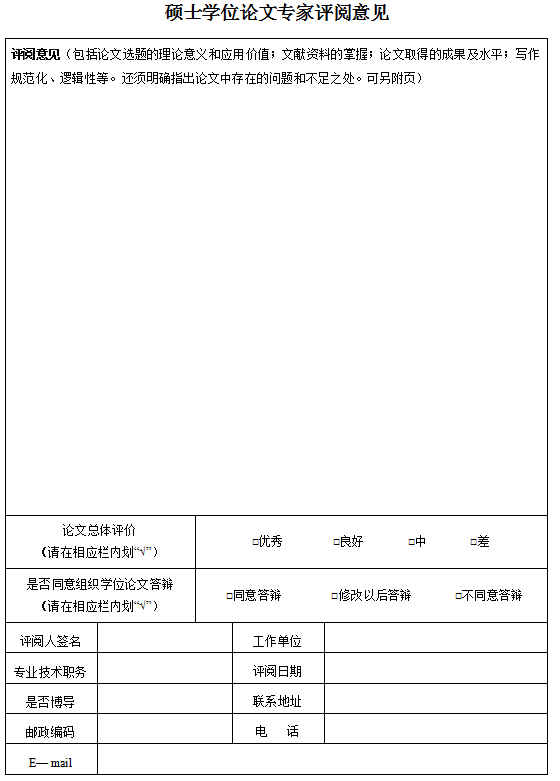 硕士学位论文专家评阅意见
评阅意见（包括论文选题的理论意义和应用价值；文献资料的掌握；论文取得的成果及水平；写作
规范化、逻辑性等。还须明确指出论文中存在的问题和不足之处。可另附页）
论文总体评价
（请在相应栏内划“√”）
□优秀 □良好 □中 □差
是否同意组织学位论文答辩
（请在相应栏内划“√”）
□同意答辩 □修改以后答辩 □不同意答辩
评阅人签名 工作单位
专业技术职务 评阅日期
是否博导 联系地址
邮政编码 电 话
E— mail